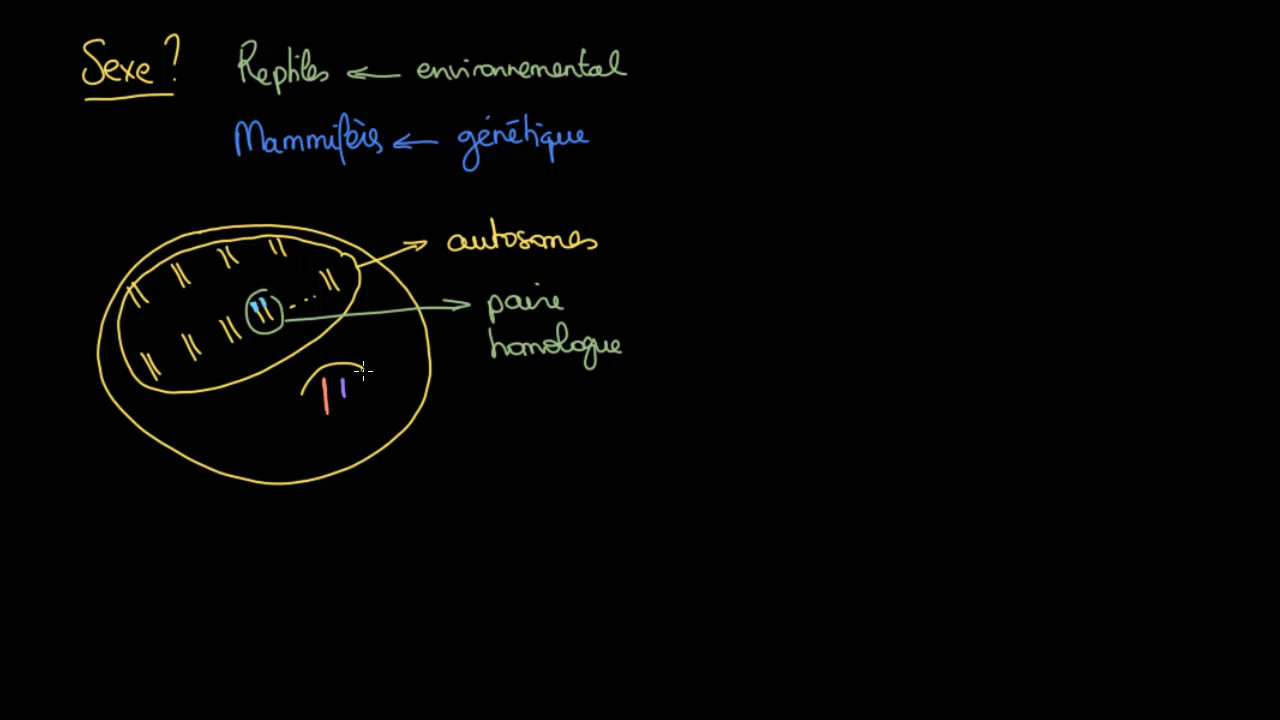 Sexe ? Reptiles ← environnemental
Mammifères ← génétique
autosomes
paire
homologue